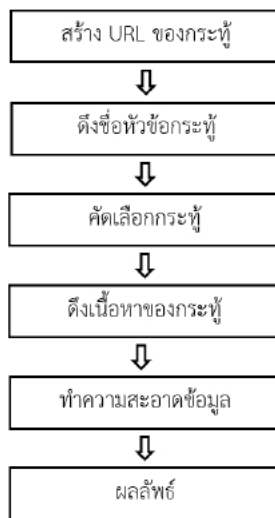 สร้าง URL ของกระทู้
ดึงชื่อหัวข้อกระทู้
คัดเลือกกระทู้
ดึงเนื้อหาของกระทู้
ทำความสะอาดข้อมูล
ผลลัพธ์